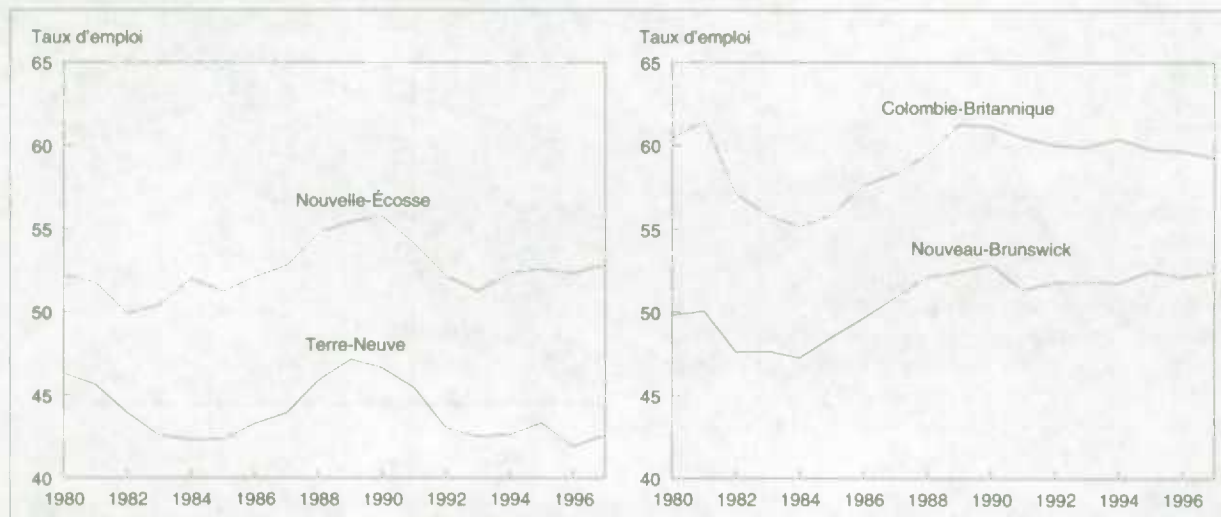 Taux d'emploi
65
60
55
50
45
40
Nouvelle-Écosse
Terre-Neuve
1980 1982 1984 1986 1988 1990 1992 1994 1996
Taux d'emploi
65
60
55
50
45
40
Colombie-Britannique
Nouveau-Brunswick
1980 1982 1984 1986 1988 1990 1992 1994 1996